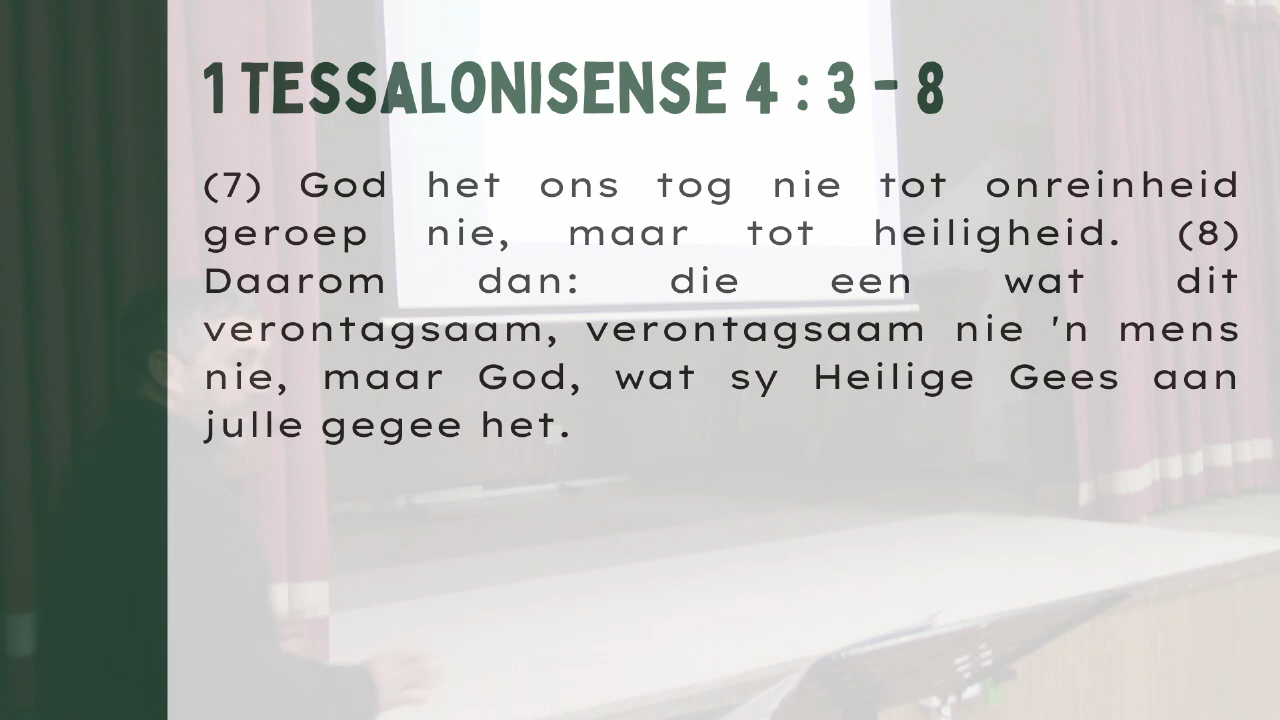 1 TESSALONISENSE 4 : 3 - 8
(7) God het ons tog nie tot onreinheid
geroep nie, maar tot heiligheid. (8)
Daarom dan: die een wat dit
verontagsaam, verontagsaam nie 'n mens
nie, maar God, wat sy Heilige Gees aan
julle gegee het.